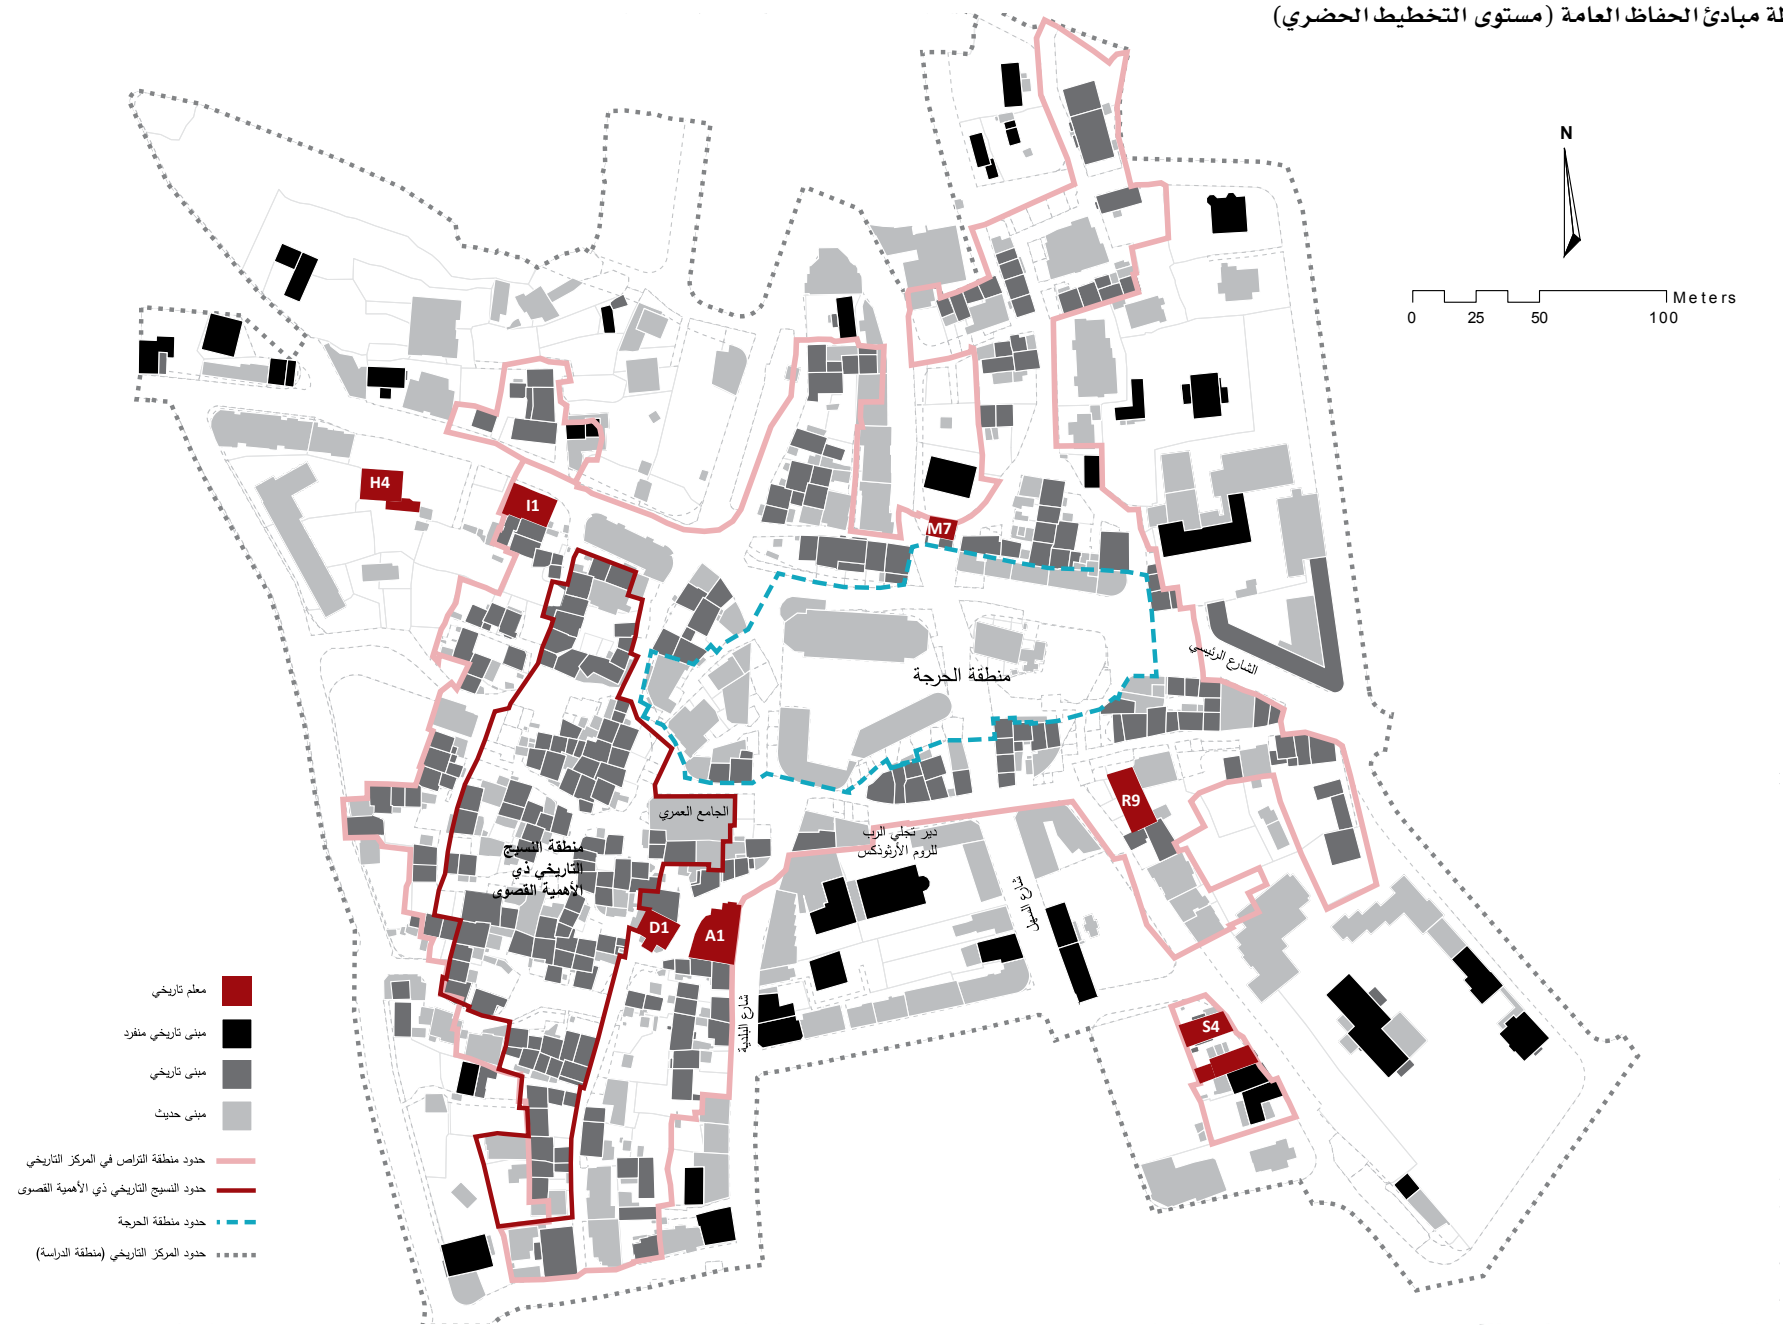 مبادئ الحفاظ العامة (مستوى التخطيط الحضري)
N
Meters
0 25 50 100
H4
I1
M7
منطقة الحرجة
الشارع الرئيسي
الجامع العمري
R9
دير تجلي الرب
للروم الأرثوذكس
منطقة النسيج
التاريخي ذي
الأهمية القصوى
شارع السهل
D1
A1
شارع البلدية
S4
معلم تاريخي
مبنى تاريخي منفرد
مبنى تاريخي
مبنى حديث
حدود منطقة التراص في المركز التاريخي
حدود النسيج التاريخي ذي الأهمية القصوى
حدود منطقة الحرجة
حدود المركز التاريخي (منطقة الدراسة)